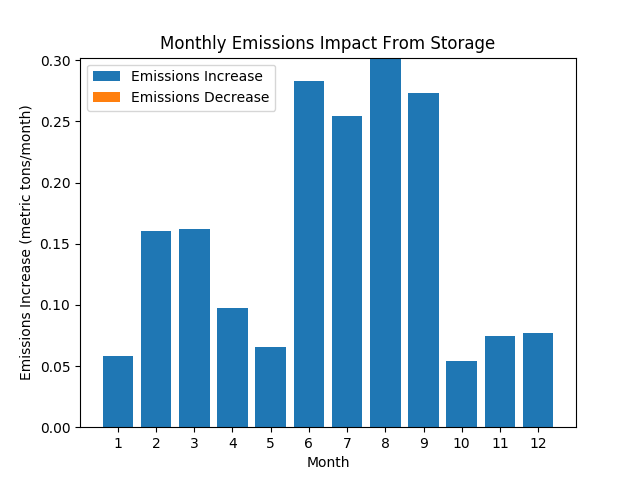 Monthly Emissions Impact From Storage
Emissions Increase
Emissions Decrease
Emissions Increase (metric tons/month)
0.30
0.25
0.20
0.15
0.10
0.05
0.00
1 2 3 4 5 6 7 8 9 10 11 12
Month